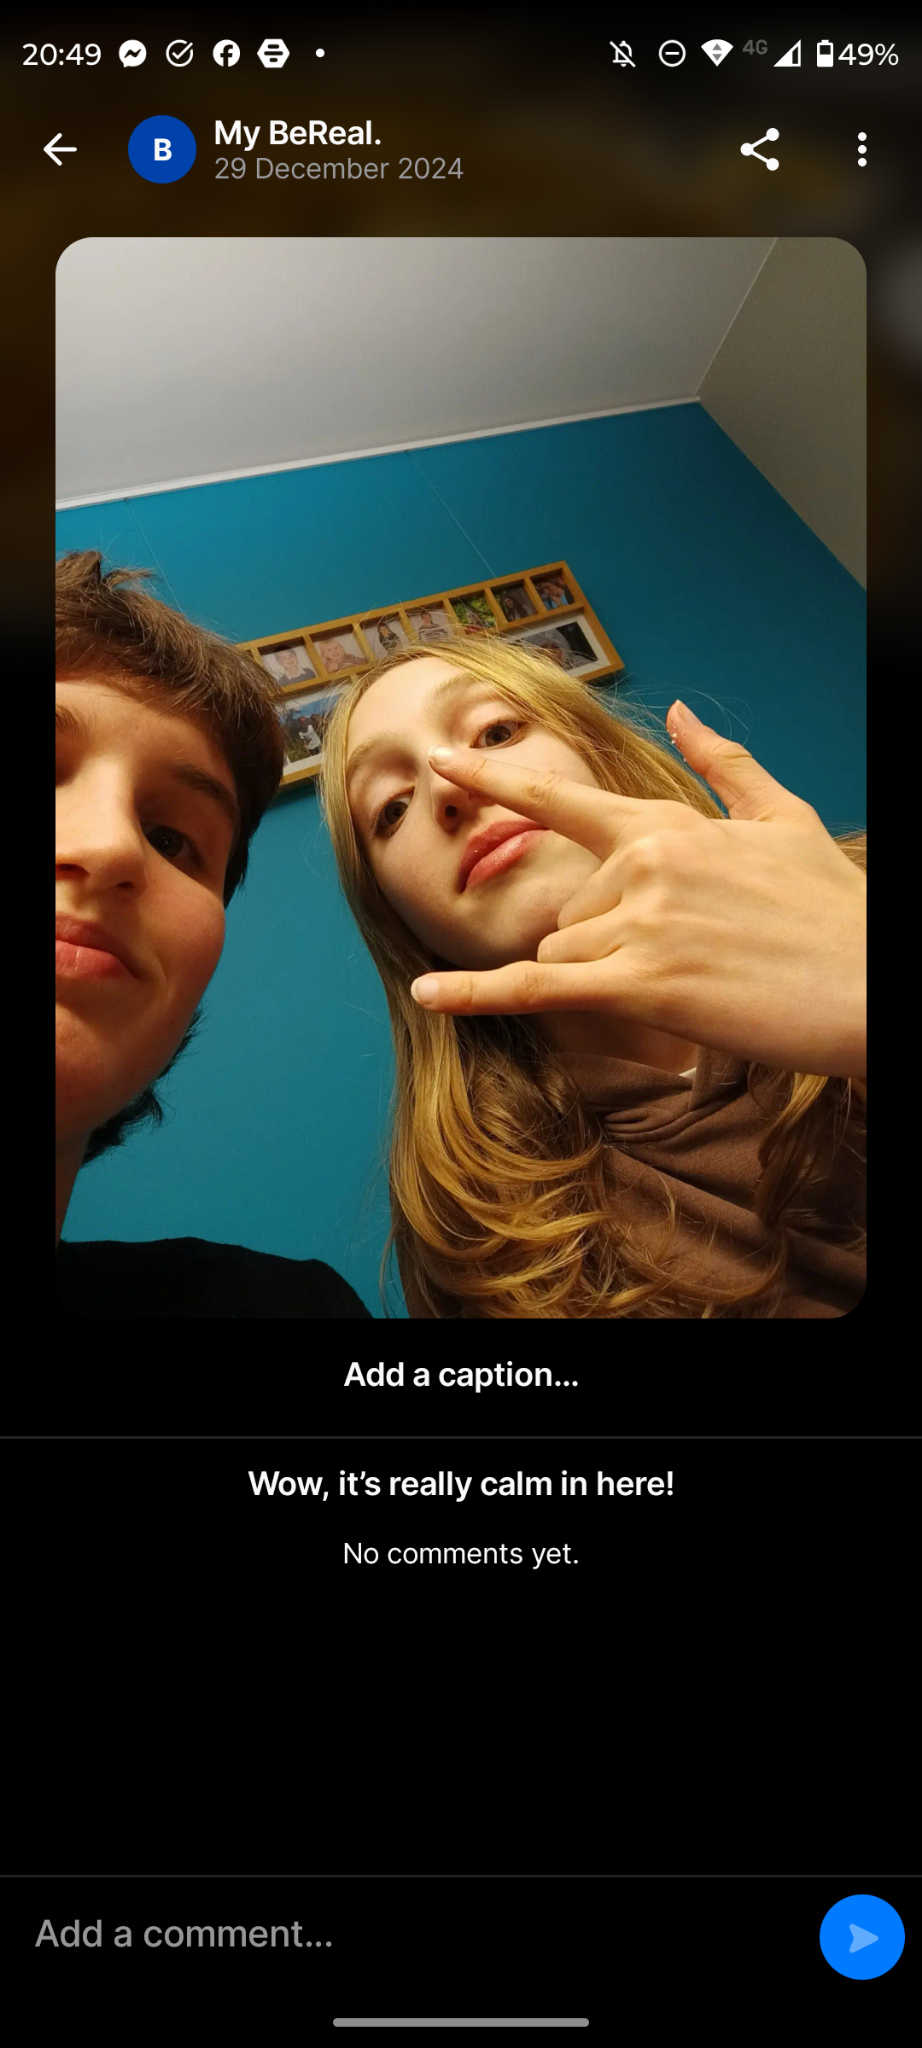 20:49 4G 49%
B
My BeReal.
29 December 2024
Add a caption...
Wow, it’s really calm in here!
No comments yet.
Add a comment...